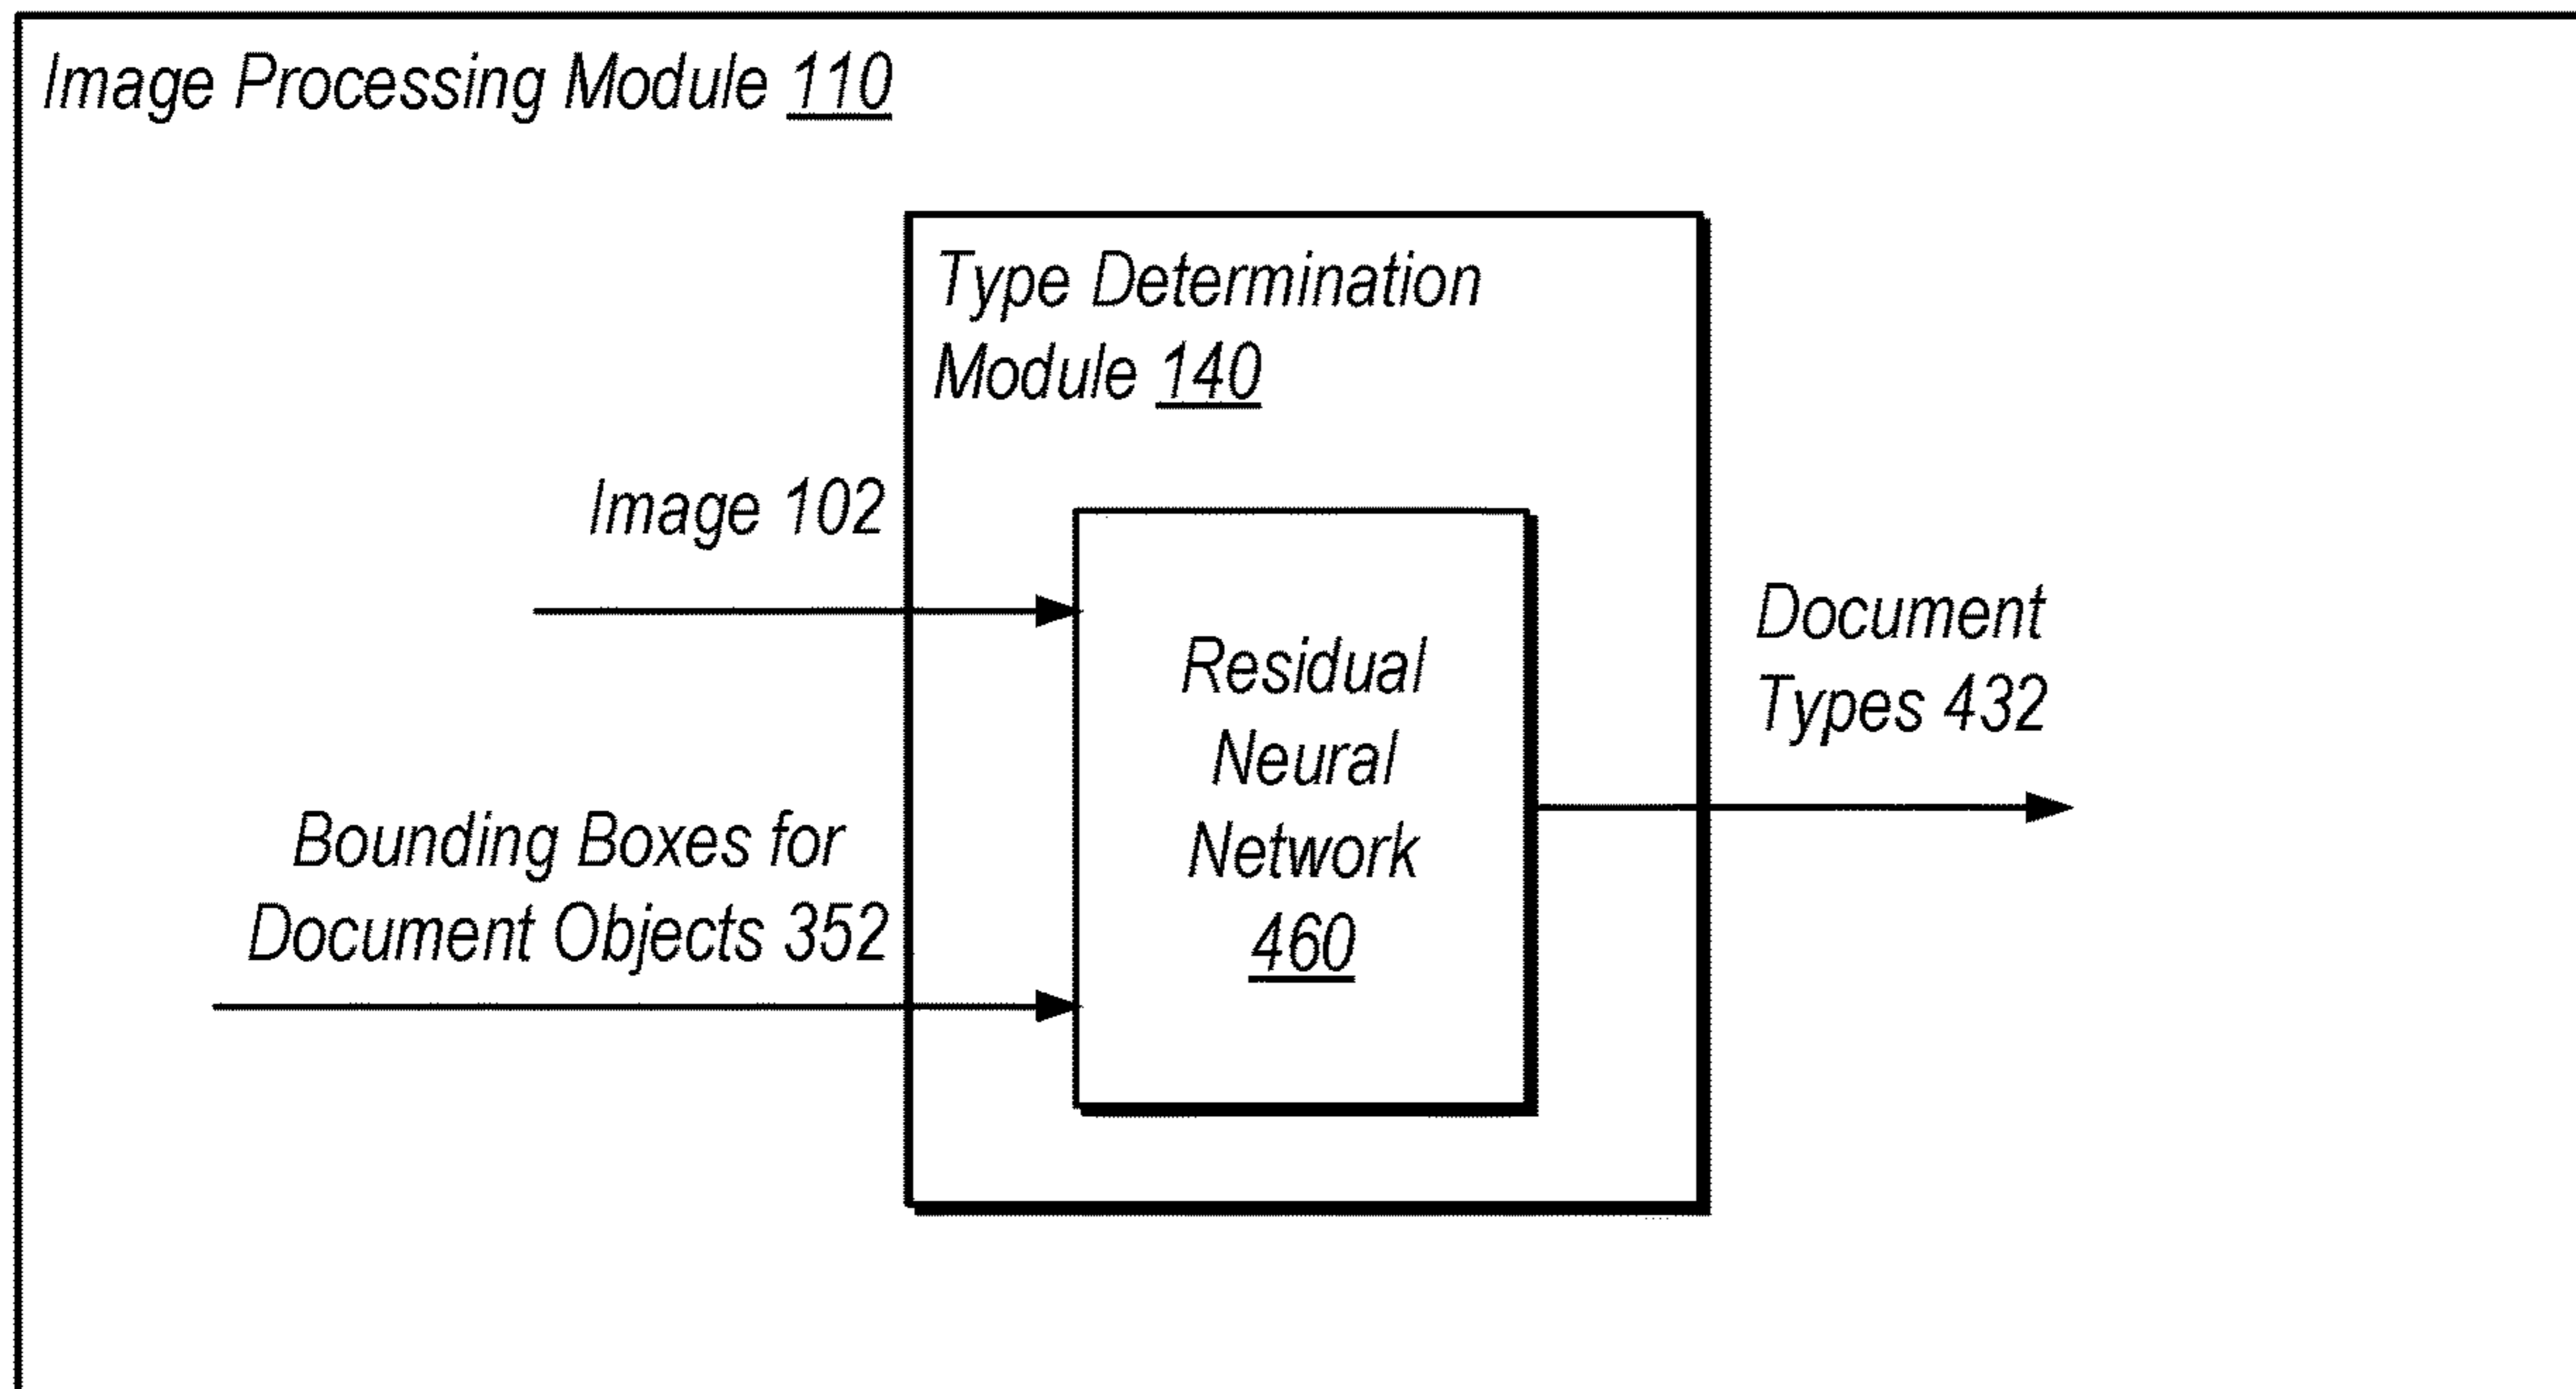 Image Processing Module 110
Type Determination
Module 140
Image 102
Bounding Boxes for
Document Objects 352
Residual
Neural
Network
460
Document
Types 432